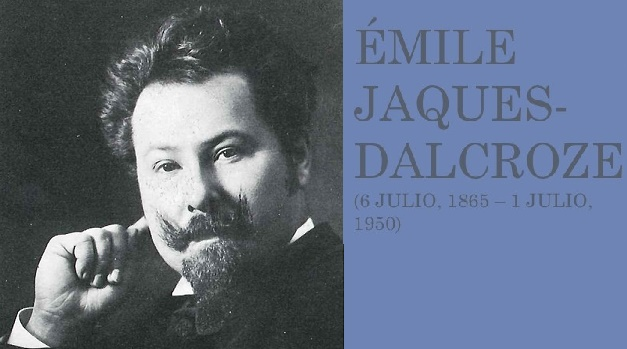 ÉMILE
JAQUES-
DALCROZE
(6 JULIO, 1865 – 1 JULIO,
1950)